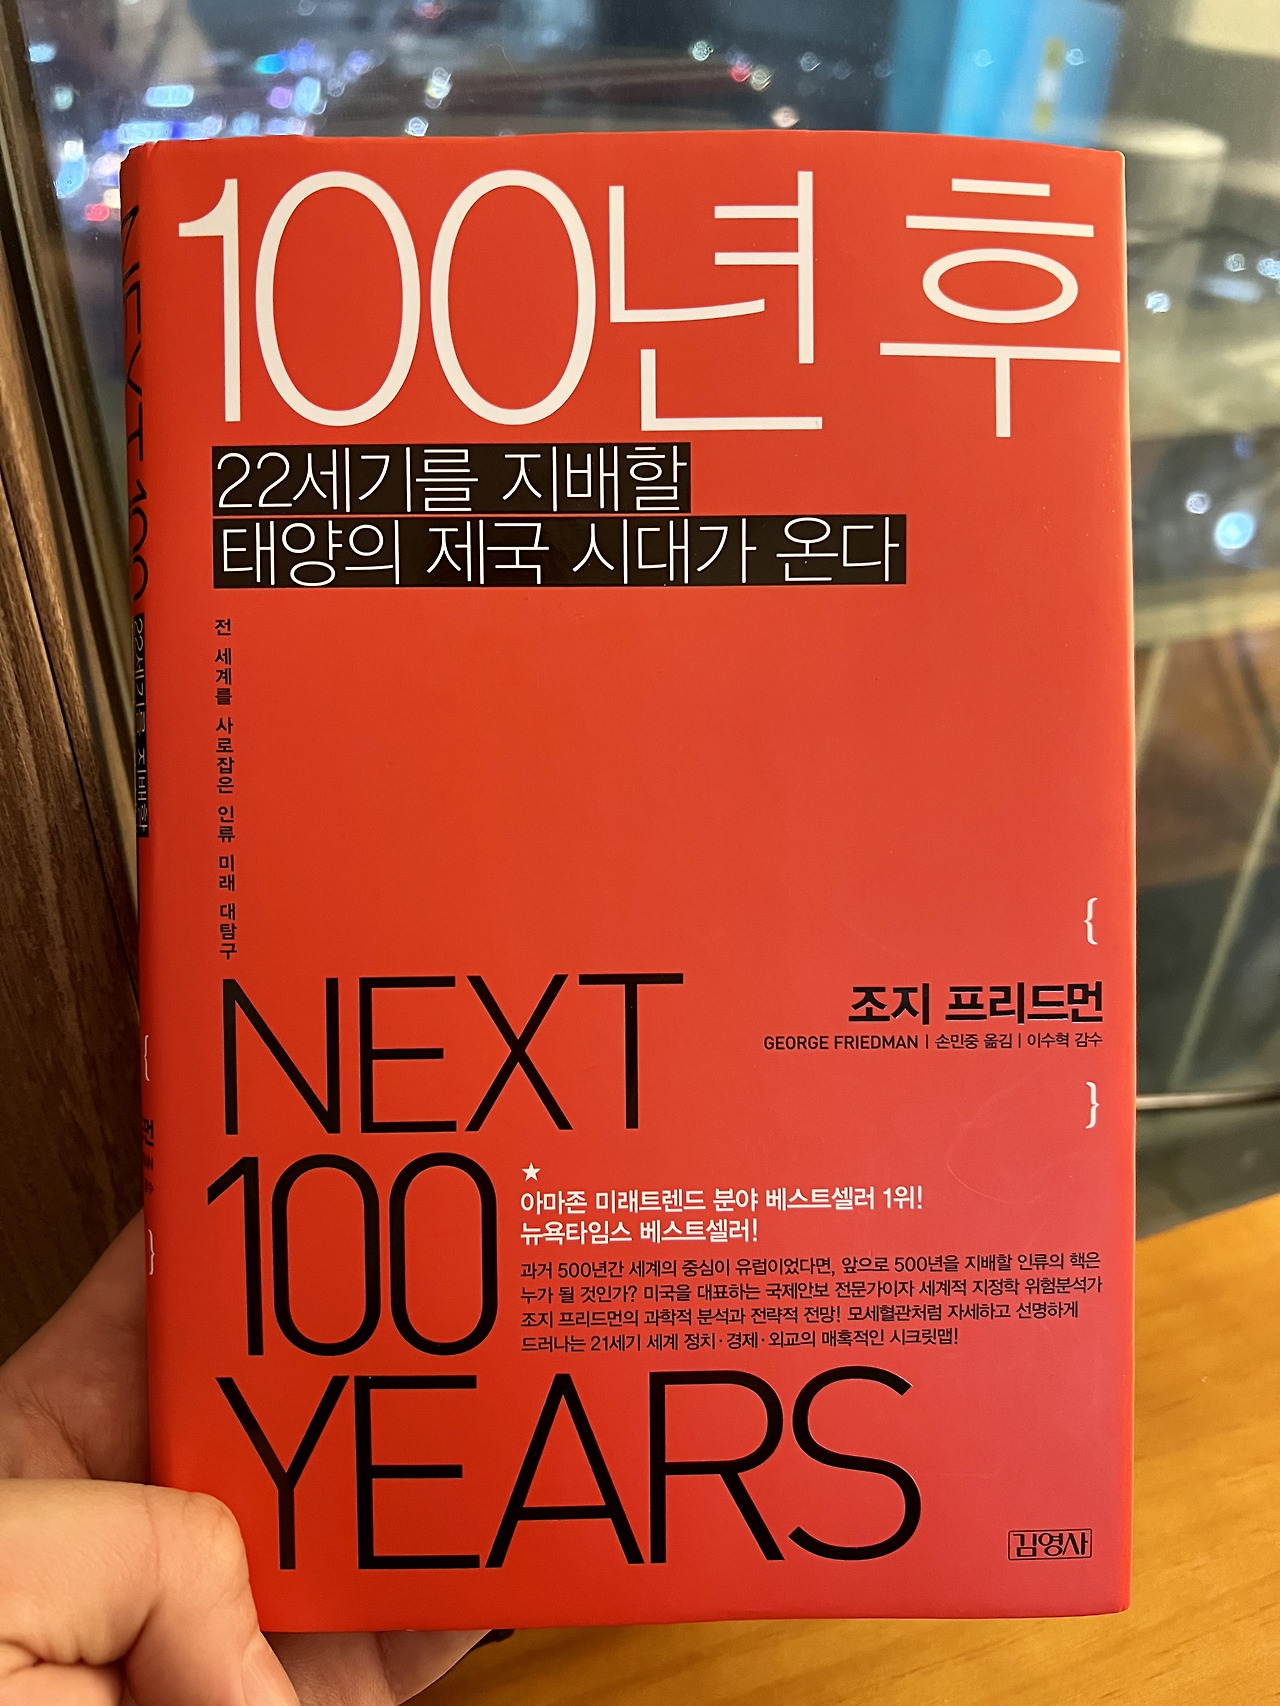 100년 후
22세기를 지배할
태양의 제국 시대가 온다
전 세계를 사로잡은 인류 미래 대탐구
{
조지 프리드먼
GEORGE FRIEDMAN | 손민중 옮김 | 이수혁 감수
}
NEXT
100
YEARS
★
아마존 미래트렌드 분야 베스트셀러 1위!
뉴욕타임스 베스트셀러!
과거 500년간 세계의 중심이 유럽이었다면, 앞으로 500년을 지배할 인류의 핵은
누가 될 것인가? 미국을 대표하는 국제안보 전문가이자 세계적 지정학 위험분석가
조지 프리드먼의 과학적 분석과 전략적 전망! 모세혈관처럼 자세하고 선명하게
드러나는 21세기 세계 정치·경제·외교의 매혹적인 시크릿맵!
김영사
NEXT 100
22세기를 지배할
{
먼
}